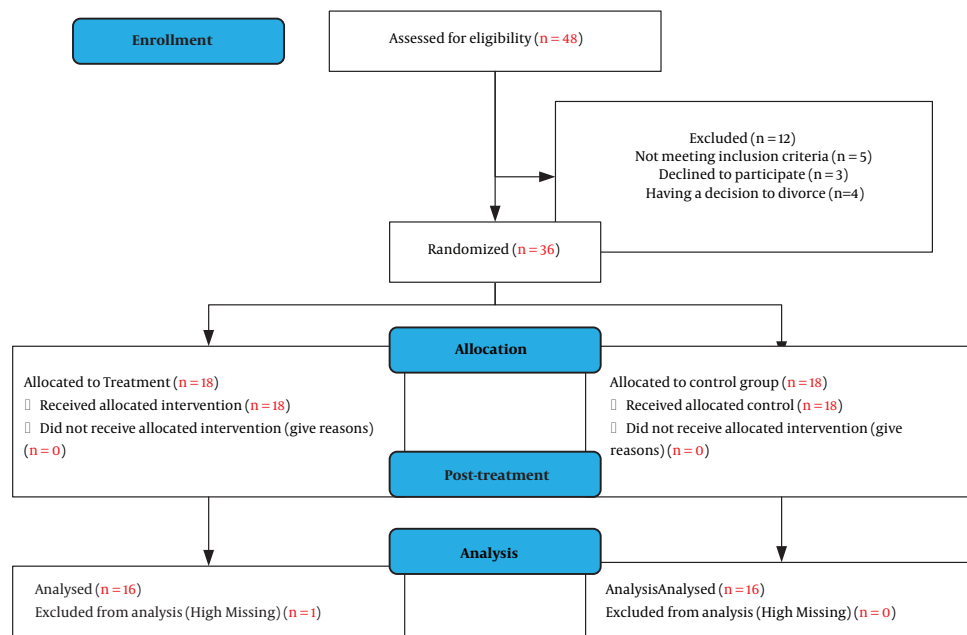 Enrollment
Assessed for eligibility (n = 48)
Excluded (n = 12)
Not meeting inclusion criteria (n = 5)
Declined to participate (n = 3)
Having a decision to divorce (n=4)
Randomized (n = 36)
Allocation
Allocated to Treatment (n = 18)
Received allocated intervention (n = 18)
Did not receive allocated intervention (give reasons)
(n = 0)
Allocated to control group (n = 18)
Received allocated control (n = 18)
Did not receive allocated intervention (give
reasons) (n = 0)
Post-treatment
Analysis
Analysed (n = 16)
Excluded from analysis (High Missing) (n = 1)
AnalysisAnalysed (n = 16)
Excluded from analysis (High Missing) (n = 0)